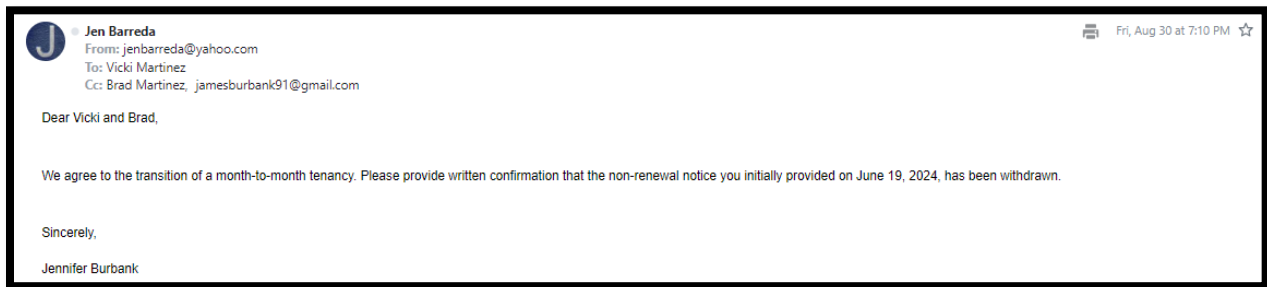 J
Jen Barreda
Fri, Aug 30 at 7:10 PM
From: jenbarreda@yahoo.com
To: Vicki Martinez
Cc: Brad Martinez, jamesburbank91@gmail.com
Dear Vicki and Brad,
We agree to the transition of a month-to-month tenancy. Please provide written confirmation that the non-renewal notice you initially provided on June 19, 2024, has been withdrawn.
Sincerely,
Jennifer Burbank